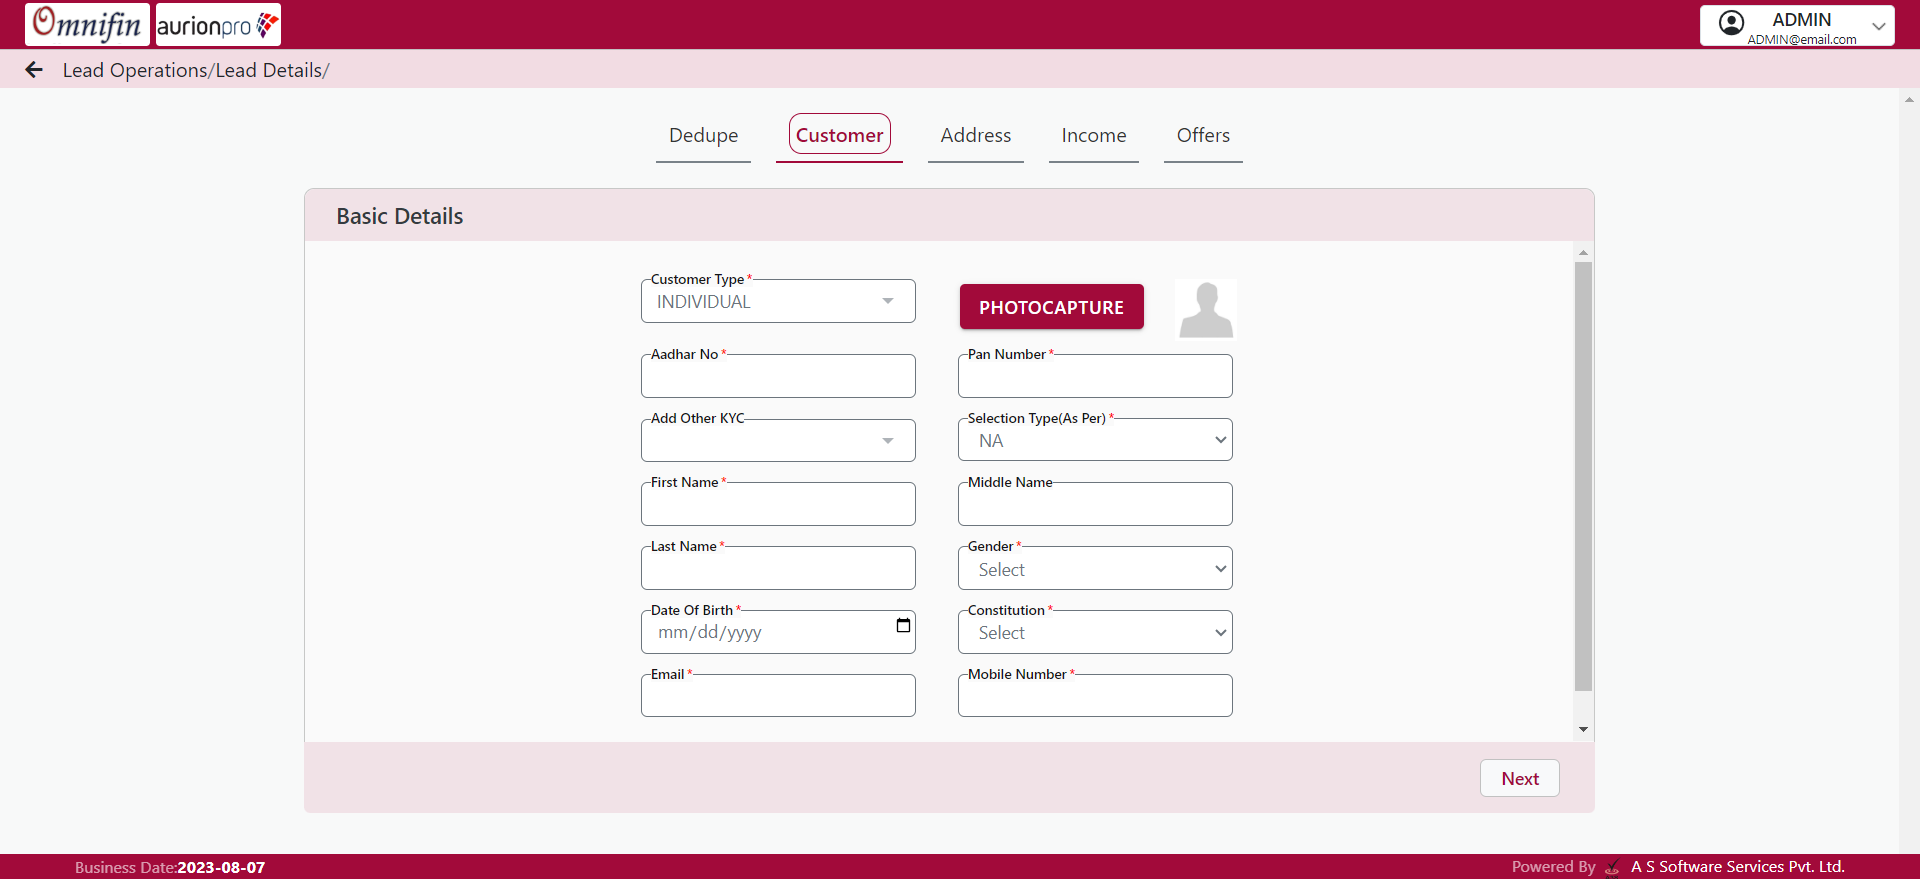 Omnifin aurionpro
ADMIN
ADMIN@email.com
Lead Operations/Lead Details/
Dedupe Customer Address Income Offers
Basic Details
Customer Type *
INDIVIDUAL
PHOTOCAPTURE
Aadhar No *
Pan Number *
Add Other KYC
Selection Type(As Per) *
NA
First Name *
Middle Name
Last Name *
Gender *
Select
Date Of Birth *
mm/dd/yyyy
Constitution *
Select
Email *
Mobile Number *
Next
Business Date:2023-08-07
Powered By A S Software Services Pvt. Ltd.